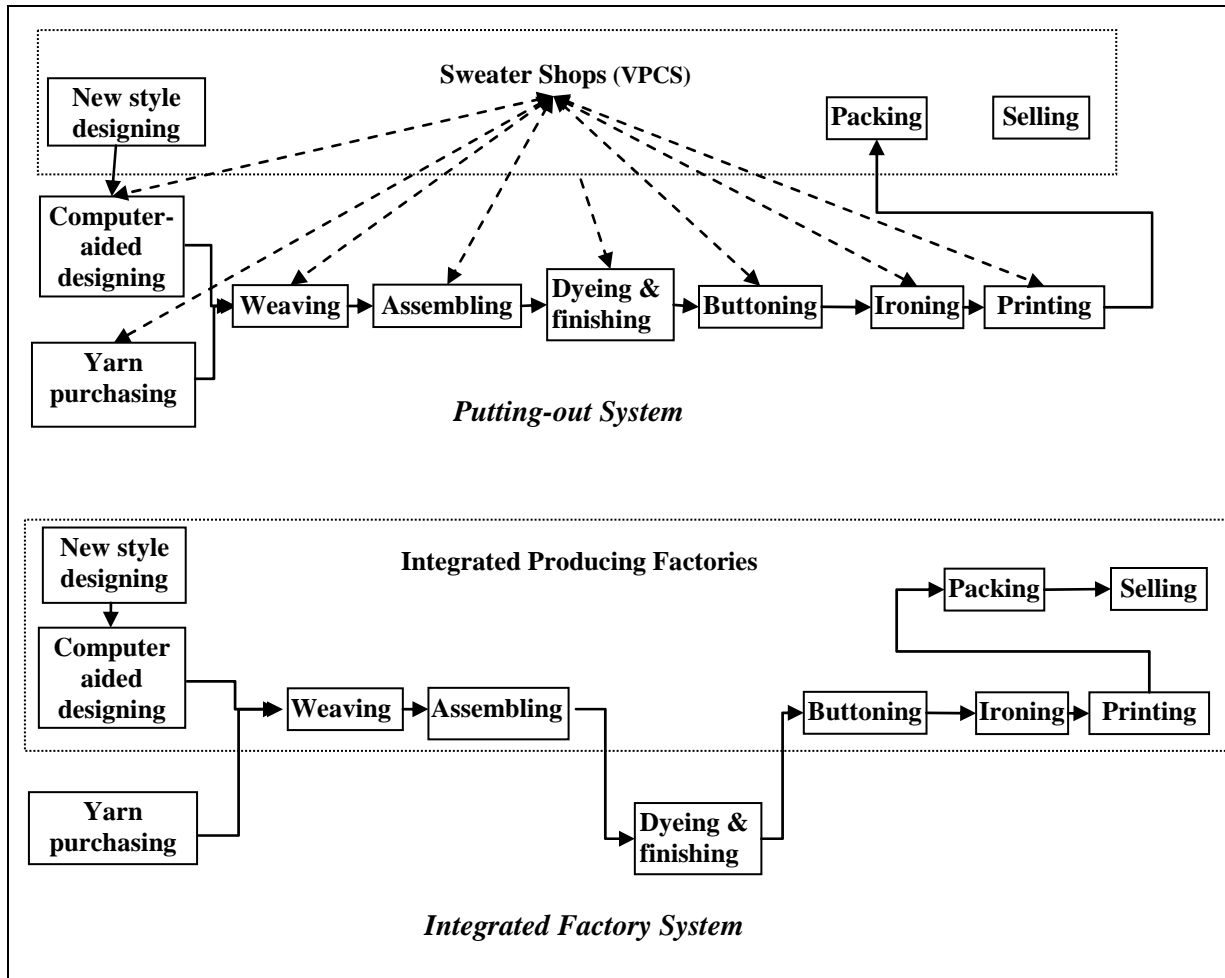 Sweater Shops (VPCS)
New style
designing
Packing
Selling
Computer-
aided
designing
Weaving
Assembling
Dyeing &
finishing
Buttoning
Ironing
Printing
Yarn
purchasing
Putting-out System
New style
designing
Integrated Producing Factories
Packing
Selling
Computer
aided
designing
Weaving
Assembling
Buttoning
Ironing
Printing
Yarn
purchasing
Dyeing &
finishing
Integrated Factory System